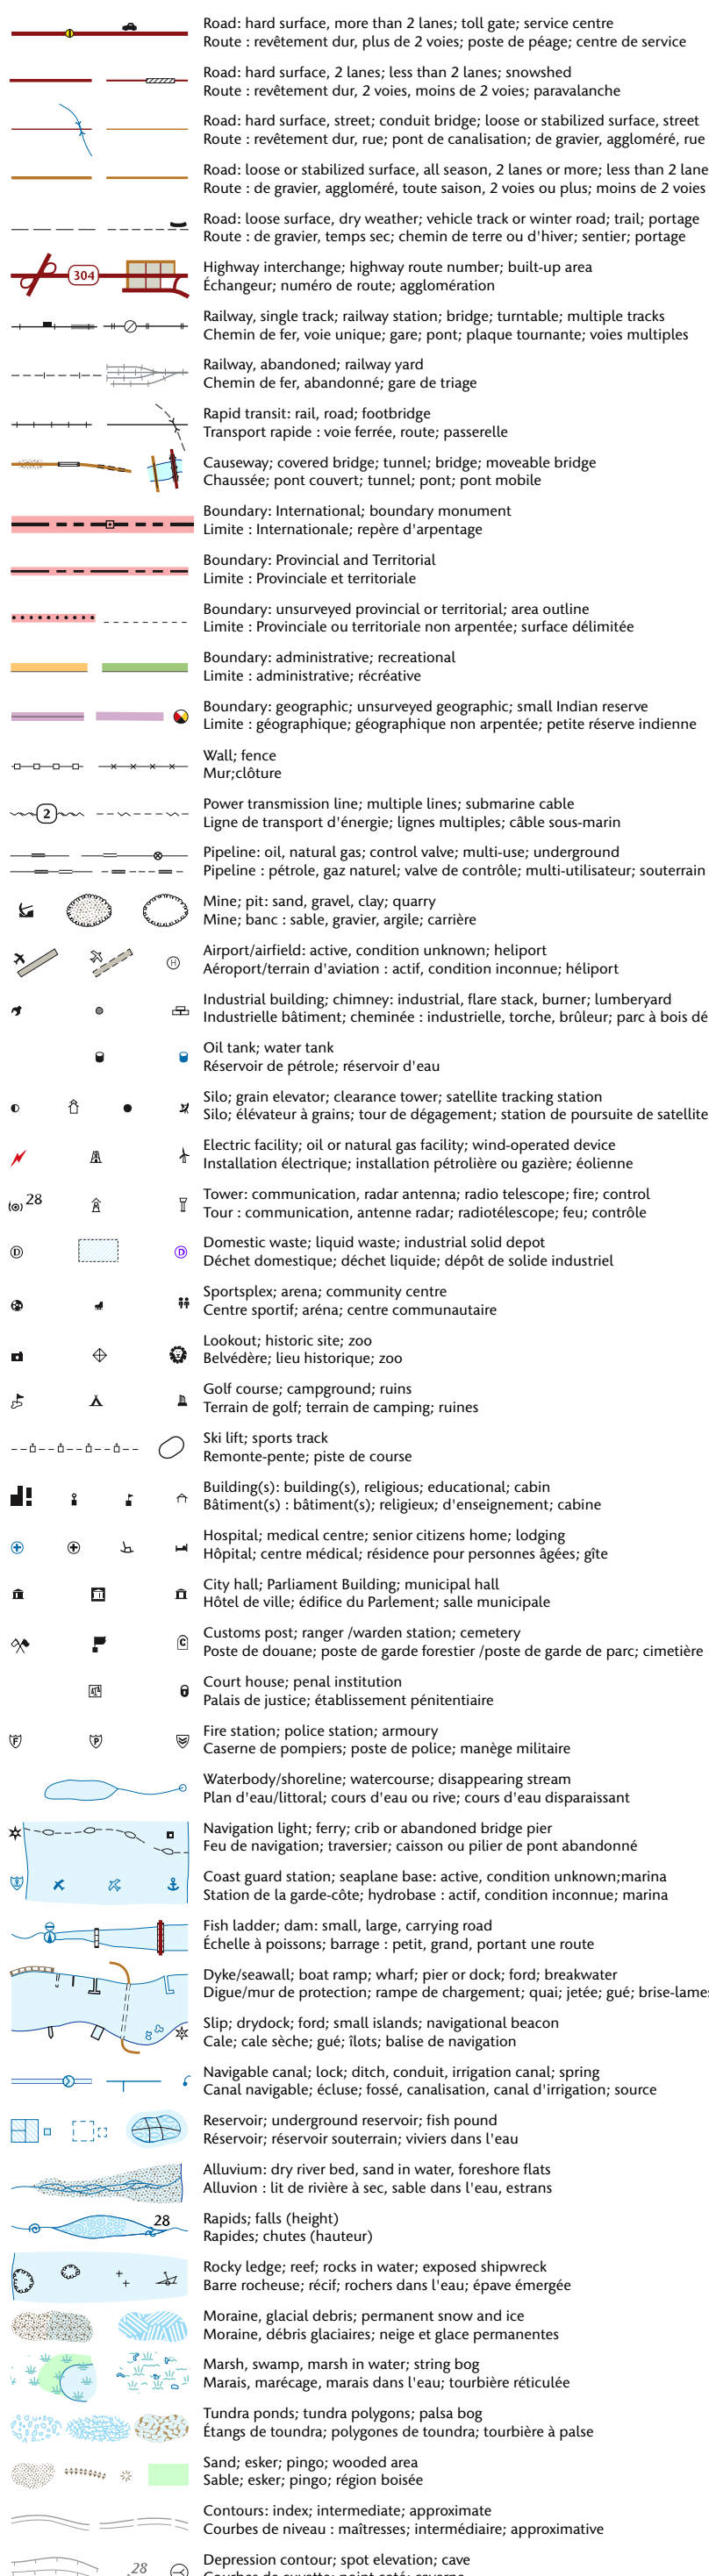 Road: hard surface, more than 2 lanes; toll gate; service centre
Route : revêtement dur, plus de 2 voies; poste de péage; centre de service
Road: hard surface, 2 lanes; less than 2 lanes; snowshed
Route : revêtement dur, 2 voies, moins de 2 voies; paravalanche
Road: hard surface, street; conduit bridge; loose or stabilized surface, street
Route : revêtement dur, rue; pont de canalisation; de gravier, aggloméré, rue
Road: loose or stabilized surface, all season, 2 lanes or more; less than 2 lane
Route : de gravier, aggloméré, toute saison, 2 voies ou plus; moins de 2 voies
Road: loose surface, dry weather; vehicle track or winter road; trail; portage
Route : de gravier, temps sec; chemin de terre ou d'hiver; sentier; portage
304
Highway interchange; highway route number; built-up area
Échangeur; numéro de route; agglomération
Railway, single track; railway station; bridge; turntable; multiple tracks
Chemin de fer, voie unique; gare; pont; plaque tournante; voies multiples
Railway, abandoned; railway yard
Chemin de fer, abandonné; gare de triage
Rapid transit: rail, road; footbridge
Transport rapide : voie ferrée, route; passerelle
Causeway; covered bridge; tunnel; bridge; moveable bridge
Chaussée; pont couvert; tunnel; pont; pont mobile
Boundary: International; boundary monument
Limite : Internationale; repère d'arpentage
Boundary: Provincial and Territorial
Limite : Provinciale et territoriale
Boundary: unsurveyed provincial or territorial; area outline
Limite : Provinciale ou territoriale non arpentée; surface délimitée
Boundary: administrative; recreational
Limite : administrative; récréative
Boundary: geographic; unsurveyed geographic; small Indian reserve
Limite : géographique; géographique non arpentée; petite réserve indienne
Wall; fence
Mur;clôture
2
Power transmission line; multiple lines; submarine cable
Ligne de transport d'énergie; lignes multiples; câble sous-marin
Pipeline: oil, natural gas; control valve; multi-use; underground
Pipeline : pétrole, gaz naturel; valve de contrôle; multi-utilisateur; souterrain
Mine; pit: sand, gravel, clay; quarry
Mine; banc : sable, gravier, argile; carrière
H
Airport/airfield: active, condition unknown; heliport
Aéroport/terrain d'aviation : actif, condition inconnue; héliport
Industrial building; chimney: industrial, flare stack, burner; lumberyard
Industrielle bâtiment; cheminée : industrielle, torche, brûleur; parc à bois dé
Oil tank; water tank
Réservoir de pétrole; réservoir d'eau
Silo; grain elevator; clearance tower; satellite tracking station
Silo; élévateur à grains; tour de dégagement; station de poursuite de satellite
Electric facility; oil or natural gas facility; wind-operated device
Installation électrique; installation pétrolière ou gazière; éolienne
28
Tower: communication, radar antenna; radio telescope; fire; control
Tour : communication, antenne radar; radiotélescope; feu; contrôle
D D
Domestic waste; liquid waste; industrial solid depot
Déchet domestique; déchet liquide; dépôt de solide industriel
Sportsplex; arena; community centre
Centre sportif; aréna; centre communautaire
Lookout; historic site; zoo
Belvédère; lieu historique; zoo
Golf course; campground; ruins
Terrain de golf; terrain de camping; ruines
Ski lift; sports track
Remonte-pente; piste de course
Building(s): building(s), religious; educational; cabin
Bâtiment(s) : bâtiment(s); religieux; d'enseignement; cabine
Hospital; medical centre; senior citizens home; lodging
Hôpital; centre médical; résidence pour personnes âgées; gîte
City hall; Parliament Building; municipal hall
Hôtel de ville; édifice du Parlement; salle municipale
C
Customs post; ranger /warden station; cemetery
Poste de douane; poste de garde forestier /poste de garde de parc; cimetière
Court house; penal institution
Palais de justice; établissement pénitentiaire
F P
Fire station; police station; armoury
Caserne de pompiers; poste de police; manège militaire
Waterbody/shoreline; watercourse; disappearing stream
Plan d'eau/littoral; cours d'eau ou rive; cours d'eau disparaissant
Navigation light; ferry; crib or abandoned bridge pier
Feu de navigation; traversier; caisson ou pilier de pont abandonné
Coast guard station; seaplane base: active, condition unknown;marina
Station de la garde-côte; hydrobase : actif, condition inconnue; marina
Fish ladder; dam: small, large, carrying road
Échelle à poissons; barrage : petit, grand, portant une route
Dyke/seawall; boat ramp; wharf; pier or dock; ford; breakwater
Digue/mur de protection; rampe de chargement; quai; jetée; gué; brise-lames
Slip; drydock; ford; small islands; navigational beacon
Cale; cale sèche; gué; îlots; balise de navigation
Navigable canal; lock; ditch, conduit, irrigation canal; spring
Canal navigable; écluse; fossé, canalisation, canal d'irrigation; source
Reservoir; underground reservoir; fish pound
Réservoir; réservoir souterrain; viviers dans l'eau
Alluvium: dry river bed, sand in water, foreshore flats
Alluvion : lit de rivière à sec, sable dans l'eau, estrans
28
Rapids; falls (height)
Rapides; chutes (hauteur)
Rocky ledge; reef; rocks in water; exposed shipwreck
Barre rocheuse; récif; rochers dans l'eau; épave émergée
Moraine, glacial debris; permanent snow and ice
Moraine, débris glaciaires; neige et glace permanentes
Marsh, swamp, marsh in water; string bog
Marais, marécage, marais dans l'eau; tourbière réticulée
Tundra ponds; tundra polygons; palsa bog
Étangs de toundra; polygones de toundra; tourbière à palse
Sand; esker; pingo; wooded area
Sable; esker; pingo; région boisée
Contours: index; intermediate; approximate
Courbes de niveau : maîtresses; intermédiaire; approximative
28
Depression contour; spot elevation; cave